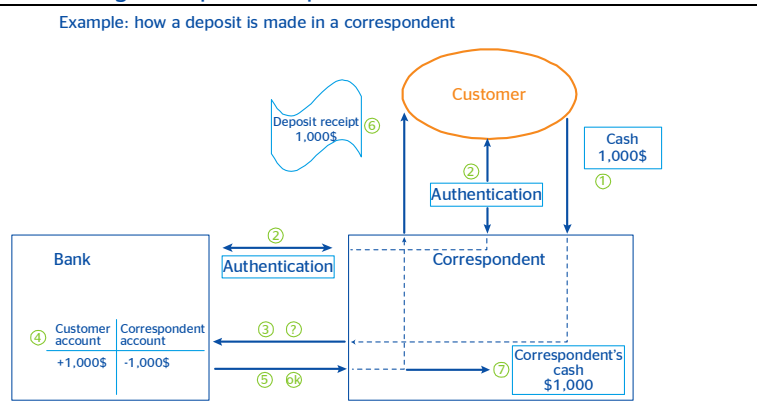 Example: how a deposit is made in a correspondent
Customer
Deposit receipt
1,000$
6
Cash
1,000$
1
2
Authentication
2
Authentication
Bank
Correspondent
Customer
account
Correspondent
account
4
+1,000$
-1,000$
3 ?
5 ok
7
Correspondent's
cash
$1,000